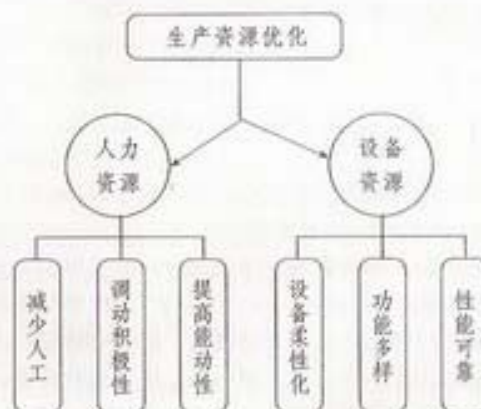 生产资源优化
人力
资源
设备
资源
减少人工
调动积极性
提高能动性
设备柔性化
功能多样
性能可靠